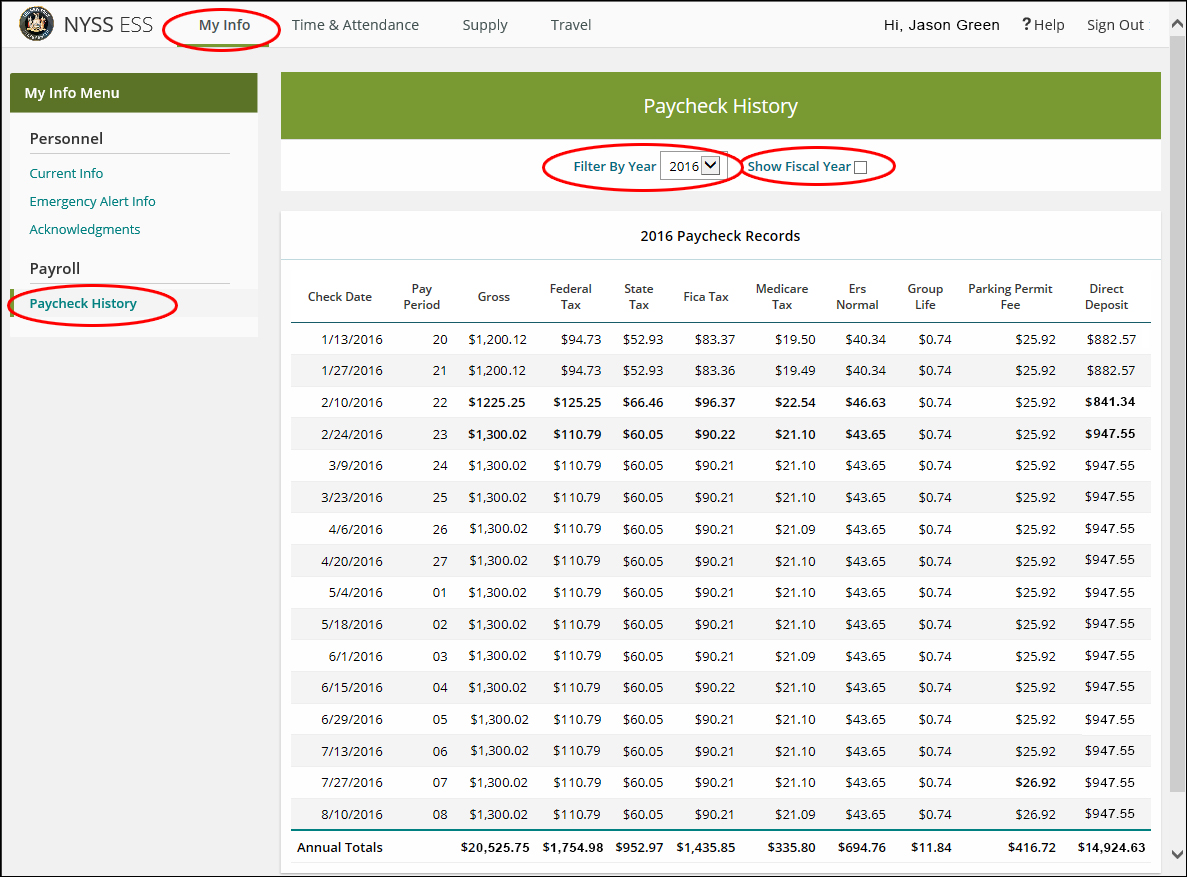 NYSS ESS My Info Time & Attendance Supply Travel Hi, Jason Green ? Help Sign Out
My Info Menu
Personnel
Current Info
Emergency Alert Info
Acknowledgments
Payroll
Paycheck History
Paycheck History
Filter By Year 2016 Show Fiscal Year
2016 Paycheck Records
Check Date Pay Period Gross Federal Tax State Tax Fica Tax Medicare Tax Ers Normal Group Life Parking Permit Fee Direct Deposit
1/13/2016 20 $1,200.12 $94.73 $52.93 $83.37 $19.50 $40.34 $0.74 $25.92 $882.57
1/27/2016 21 $1,200.12 $94.73 $52.93 $83.36 $19.49 $40.34 $0.74 $25.92 $882.57
2/10/2016 22 $1225.25 $125.25 $66.46 $96.37 $22.54 $46.63 $0.74 $25.92 $841.34
2/24/2016 23 $1,300.02 $110.79 $60.05 $90.22 $21.10 $43.65 $0.74 $25.92 $947.55
3/9/2016 24 $1,300.02 $110.79 $60.05 $90.21 $21.10 $43.65 $0.74 $25.92 $947.55
3/23/2016 25 $1,300.02 $110.79 $60.05 $90.21 $21.10 $43.65 $0.74 $25.92 $947.55
4/6/2016 26 $1,300.02 $110.79 $60.05 $90.21 $21.09 $43.65 $0.74 $25.92 $947.55
4/20/2016 27 $1,300.02 $110.79 $60.05 $90.21 $21.10 $43.65 $0.74 $25.92 $947.55
5/4/2016 01 $1,300.02 $110.79 $60.05 $90.21 $21.10 $43.65 $0.74 $25.92 $947.55
5/18/2016 02 $1,300.02 $110.79 $60.05 $90.21 $21.10 $43.65 $0.74 $25.92 $947.55
6/1/2016 03 $1,300.02 $110.79 $60.05 $90.21 $21.09 $43.65 $0.74 $25.92 $947.55
6/15/2016 04 $1,300.02 $110.79 $60.05 $90.22 $21.10 $43.65 $0.74 $25.92 $947.55
6/29/2016 05 $1,300.02 $110.79 $60.05 $90.21 $21.10 $43.65 $0.74 $25.92 $947.55
7/13/2016 06 $1,300.02 $110.79 $60.05 $90.21 $21.10 $43.65 $0.74 $25.92 $947.55
7/27/2016 07 $1,300.02 $110.79 $60.05 $90.21 $21.10 $43.65 $0.74 $26.92 $947.55
8/10/2016 08 $1,300.02 $110.79 $60.05 $90.21 $21.09 $43.65 $0.74 $26.92 $947.55
Annual Totals $20,525.75 $1,754.98 $952.97 $1,435.85 $335.80 $694.76 $11.84 $416.72 $14,924.63